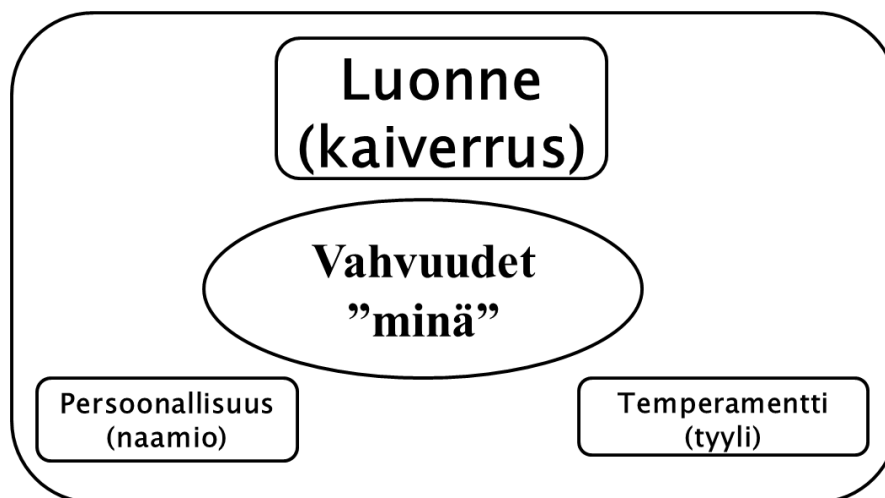 Luonne
(kaiverrus)
Vahvuudet
”minä”
Persoonallisuus
(naamio)
Temperamentti
(tyyli)